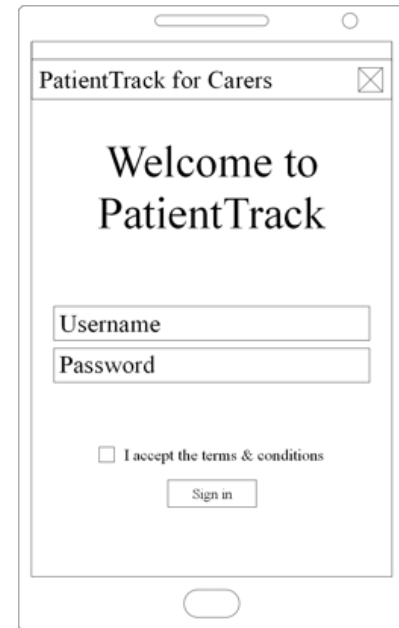 PatientTrack for Carers
Welcome to
PatientTrack
Username
Password
I accept the terms & conditions
Sign in